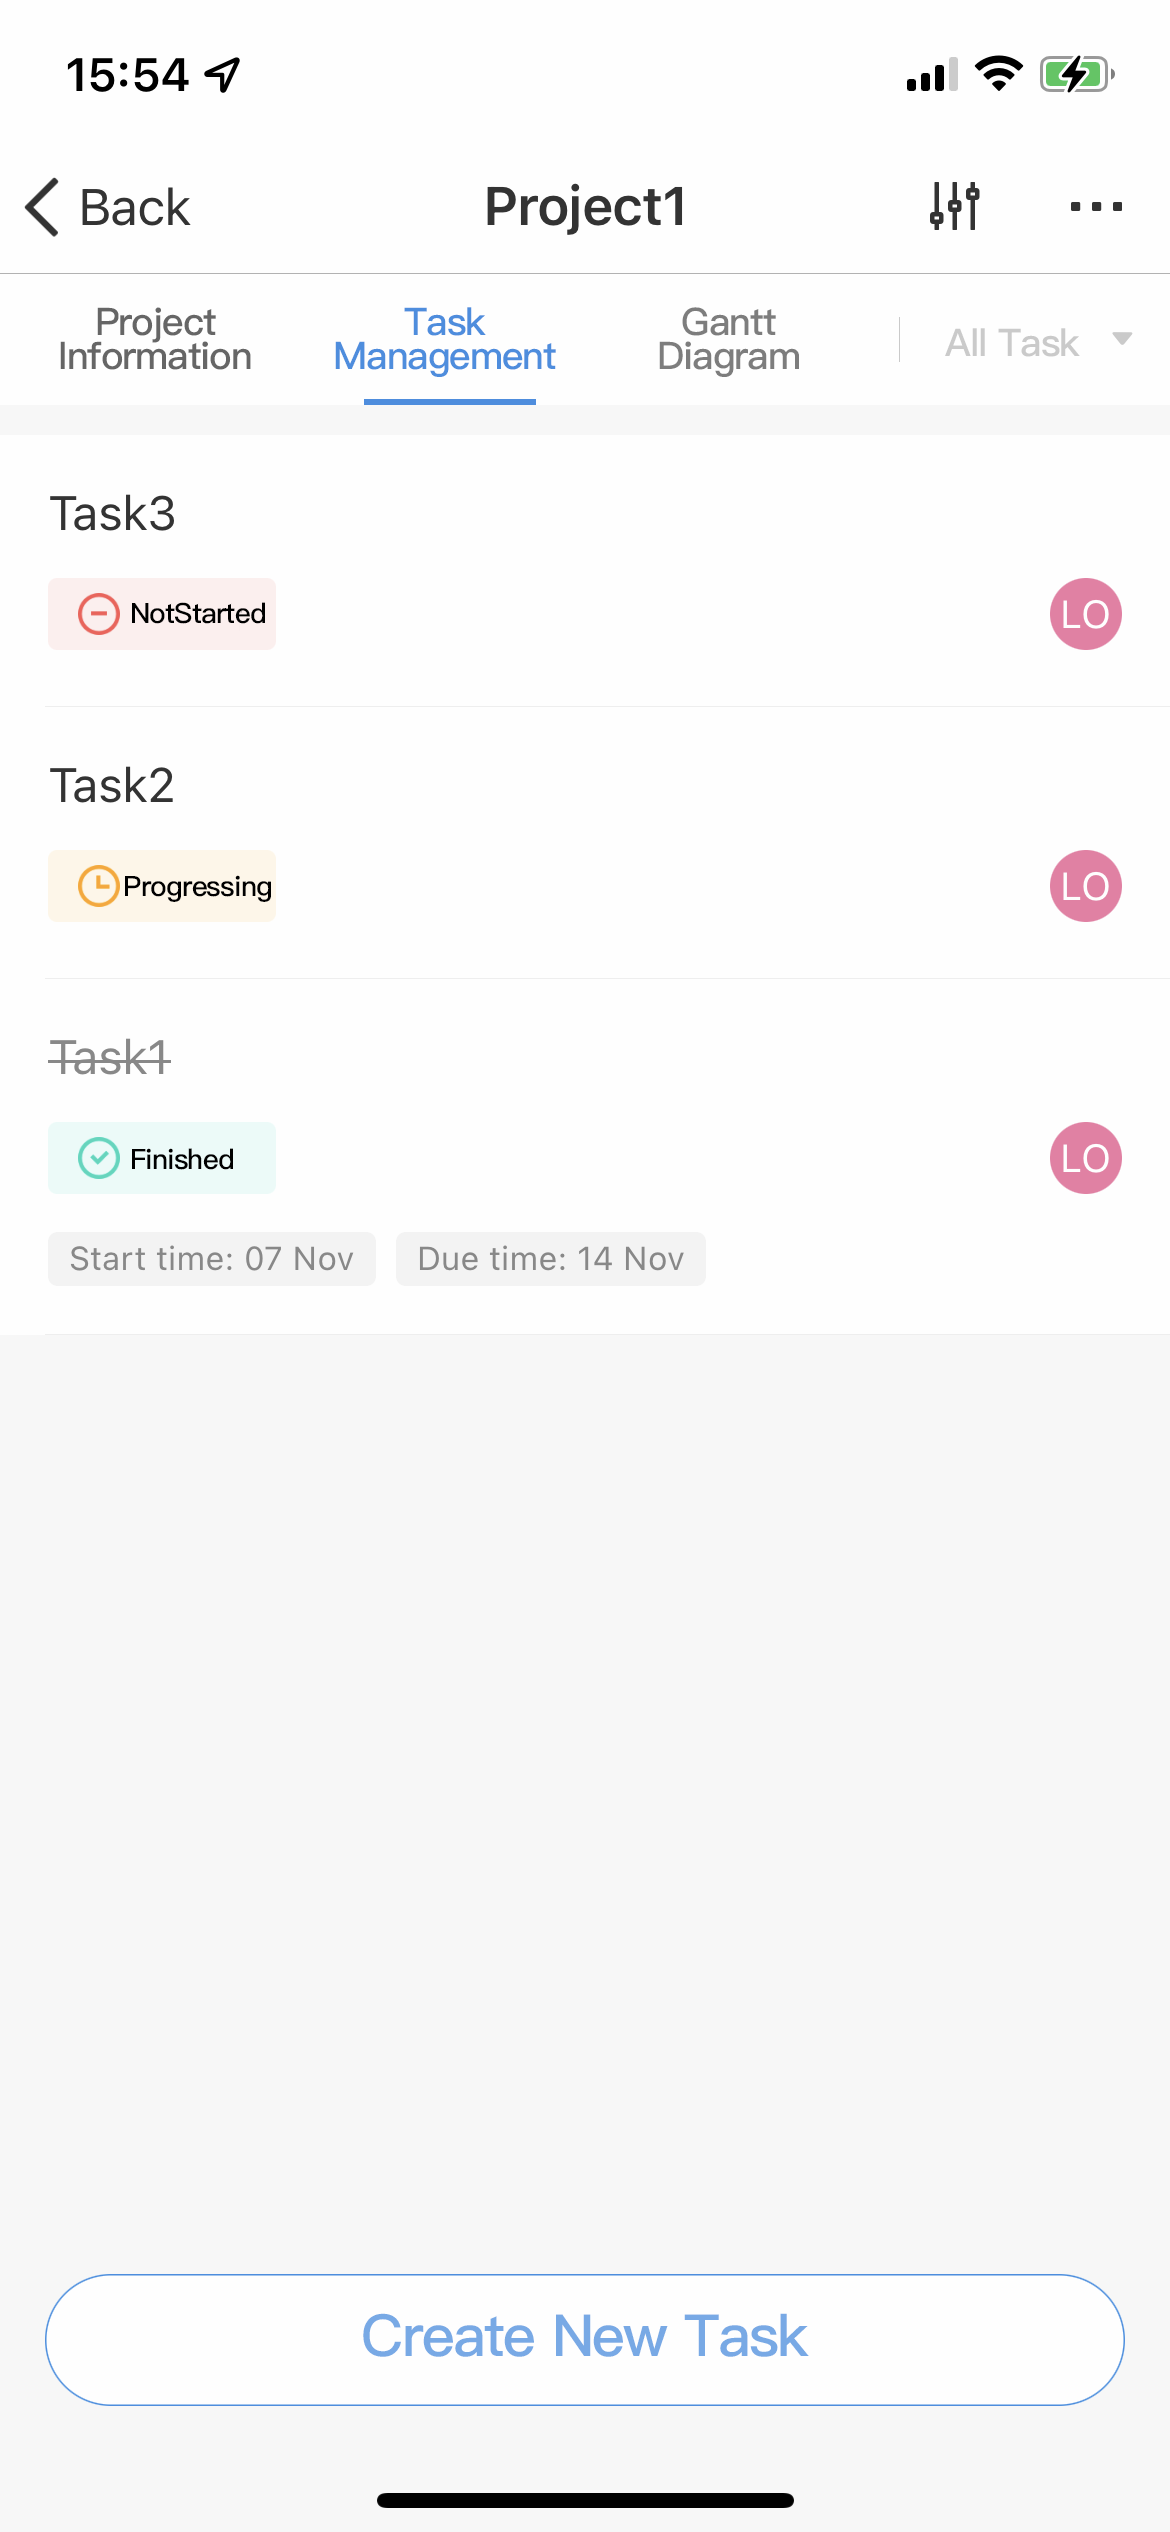 15:54
Back
Project1
Project
Information
Task
Management
Gantt
Diagram
All Task
Task3
NotStarted
LO
Task2
Progressing
LO
Task1
Finished
LO
Start time: 07 Nov
Due time: 14 Nov
Create New Task